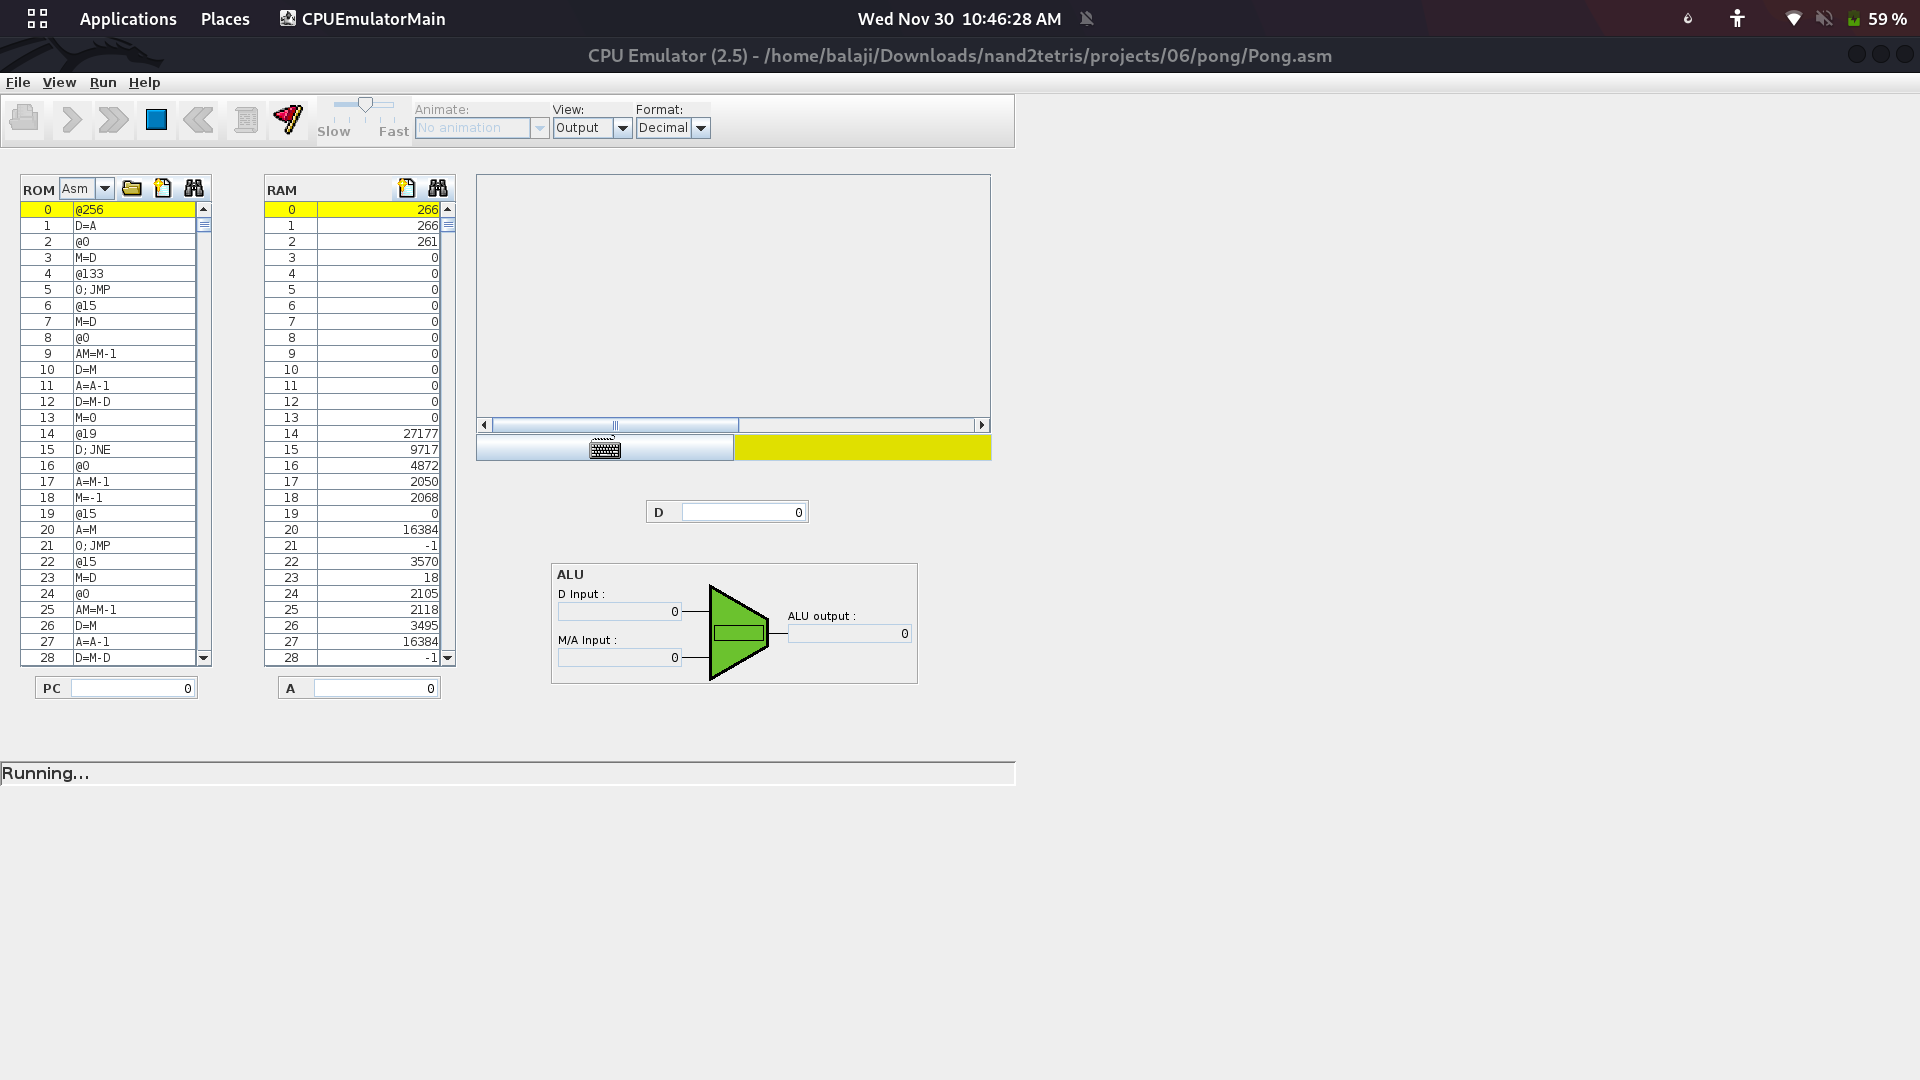 Applications Places CPUEmulatorMain Wed Nov 30 10:46:28 AM 59 %
CPU Emulator (2.5) - /home/balaji/Downloads/nand2tetris/projects/06/pong/Pong.asm
File View Run Help
Slow Fast
Animate:
No animation
View:
Output
Format:
Decimal
ROM Asm
0 @256
1 D=A
2 @0
3 M=D
4 @133
5 0;JMP
6 @15
7 M=D
8 @0
9 AM=M-1
10 D=M
11 A=A-1
12 D=M-D
13 M=0
14 @19
15 D;JNE
16 @0
17 A=M-1
18 M=-1
19 @15
20 A=M
21 0;JMP
22 @15
23 M=D
24 @0
25 AM=M-1
26 D=M
27 A=A-1
28 D=M-D
PC 0
RAM
0 266
1 266
2 261
3 0
4 0
5 0
6 0
7 0
8 0
9 0
10 0
11 0
12 0
13 0
14 27177
15 9717
16 4872
17 2050
18 2068
19 0
20 16384
21 -1
22 3570
23 18
24 2105
25 2118
26 3495
27 16384
28 -1
A 0
D 0
ALU
D Input :
0
M/A Input :
0
ALU output :
0
Running...